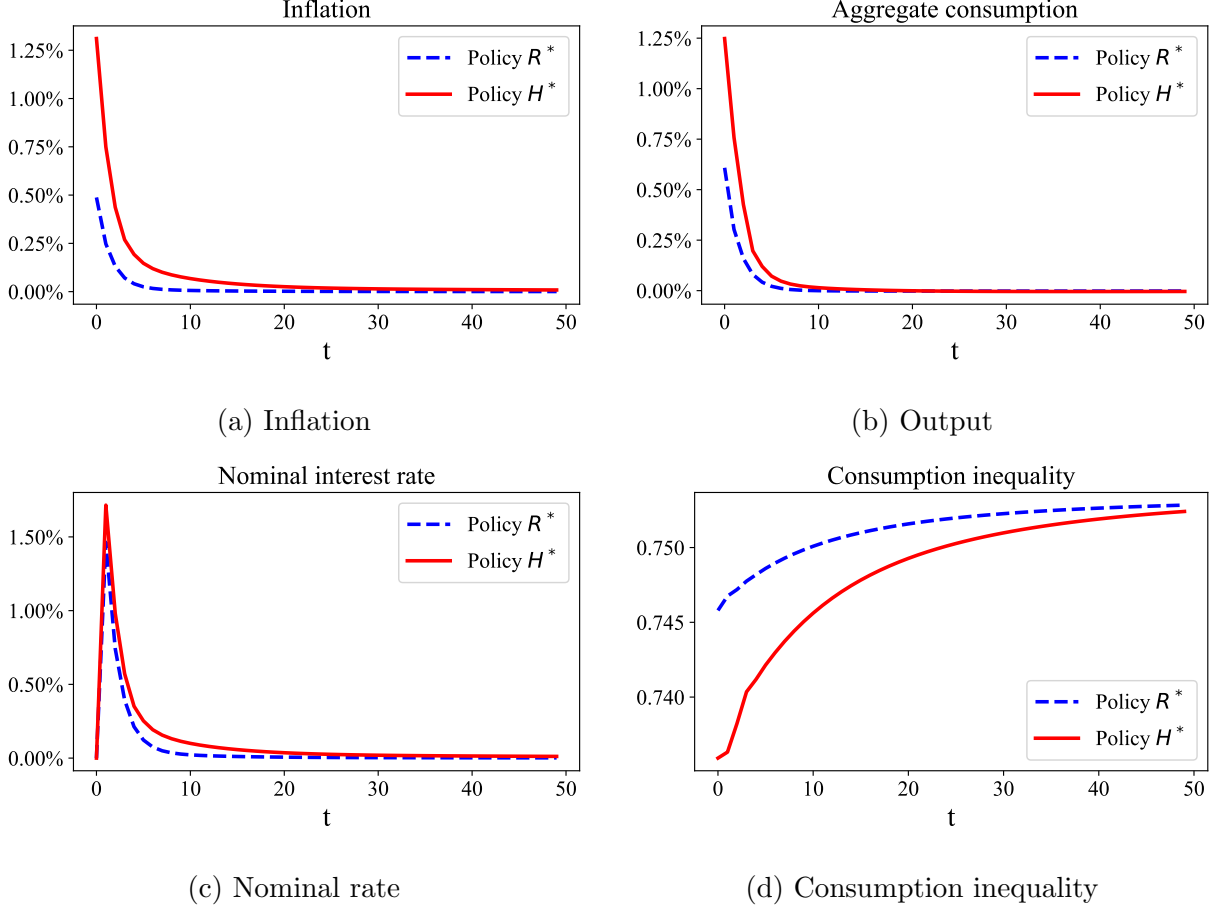 Inflation
1.25%
1.00%
0.75%
0.50%
0.25%
0.00%
Policy R*
Policy H*
0 10 20 30 40 50
t
(a) Inflation
Aggregate consumption
1.25%
1.00%
0.75%
0.50%
0.25%
0.00%
Policy R*
Policy H*
0 10 20 30 40 50
t
(b) Output
Nominal interest rate
1.50%
1.00%
0.50%
0.00%
Policy R*
Policy H*
0 10 20 30 40 50
t
(c) Nominal rate
Consumption inequality
0.750
0.745
0.740
Policy R*
Policy H*
0 10 20 30 40 50
t
(d) Consumption inequality